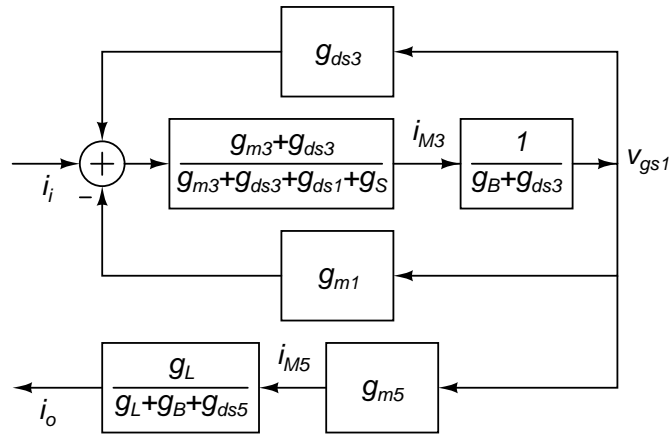 g_ds3
g_m3+g_ds3
g_m3+g_ds3+g_ds1+g_S
i_M3
1
g_B+g_ds3
v_gs1
+
i_i
−
g_m1
g_L
g_L+g_B+g_ds5
i_M5
g_m5
i_o